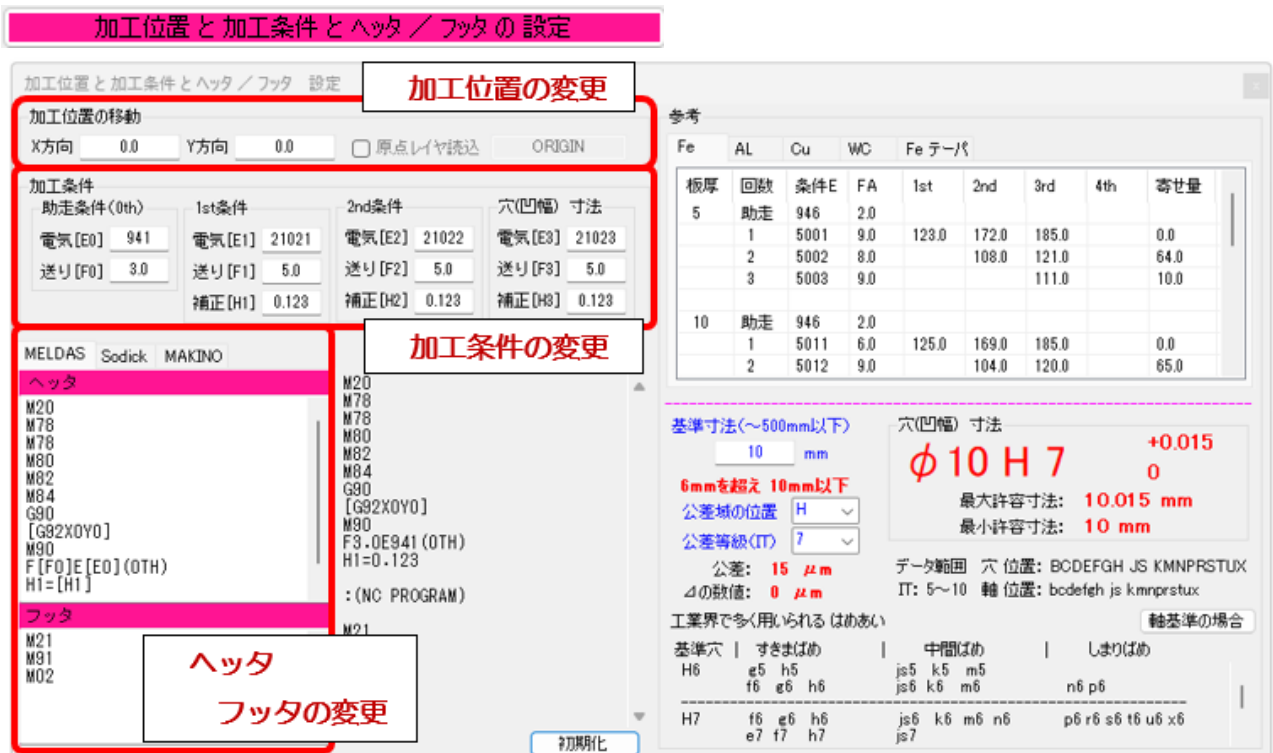 加工位置 と 加工条件 と ヘッタ ／ フッタ の 設定
加工位置 と 加工条件 と ヘッタ ／ フッタ 設定
加工位置の変更
加工位置の移動
X方向 0.0 Y方向 0.0 原点レイヤ読込 ORIGIN
加工条件
助走条件(0th) 1st条件 2nd条件 穴(凹幅) 寸法
電気[E0] 941 電気[E1] 21021 電気[E2] 21022 電気[E3] 21023
送り[F0] 3.0 送り[F1] 5.0 送り[F2] 5.0 送り[F3] 5.0
補正[H1] 0.123 補正[H2] 0.123 補正[H3] 0.123
加工条件の変更
MELDAS Sodick MAKINO
ヘッタ
M20
M78
M78
M80
M82
M84
G90
[G92X0Y0]
M90
F[F0]E[E0](0TH)
H1=[H1]
フッタ
M21
M91
M02
ヘッタ
フッタの変更
M20
M78
M78
M80
M82
M84
G90
[G92X0Y0]
M90
F3.0E941(0TH)
H1=0.123
:(NC PROGRAM)
M21
初期化
参考
Fe AL Cu WC Fe テーパ
板厚 回数 条件E FA 1st 2nd 3rd 4th 寄せ量
5 助走 946 2.0
1 5001 9.0 123.0 172.0 185.0 0.0
2 5002 8.0 108.0 121.0 64.0
3 5003 9.0 111.0 10.0
10 助走 946 2.0
1 5011 6.0 125.0 169.0 185.0 0.0
2 5012 9.0 104.0 120.0 65.0
基準寸法(～500mm以下)
10 mm
6mmを超え 10mm以下
公差域の位置 H
公差等級(IT) 7
公差: 15 μm
⊿の数値: 0 μm
穴(凹幅) 寸法
φ10 H 7 +0.015
0
最大許容寸法: 10.015 mm
最小許容寸法: 10 mm
データ範囲 穴 位置: BCDEFGH JS KMNPRSTUX
IT: 5～10 軸 位置: bcdefgh js kmnprstux
工業界で多く用いられる はめあい
軸基準の場合
基準穴 | すきまばめ | 中間ばめ | しまりばめ
H6 g5 h5 js5 k5 m5
f6 g6 h6 js6 k6 m6 n6 p6
H7 f6 g6 h6 js6 k6 m6 n6 p6 r6 s6 t6 u6 x6
e7 f7 h7 js7